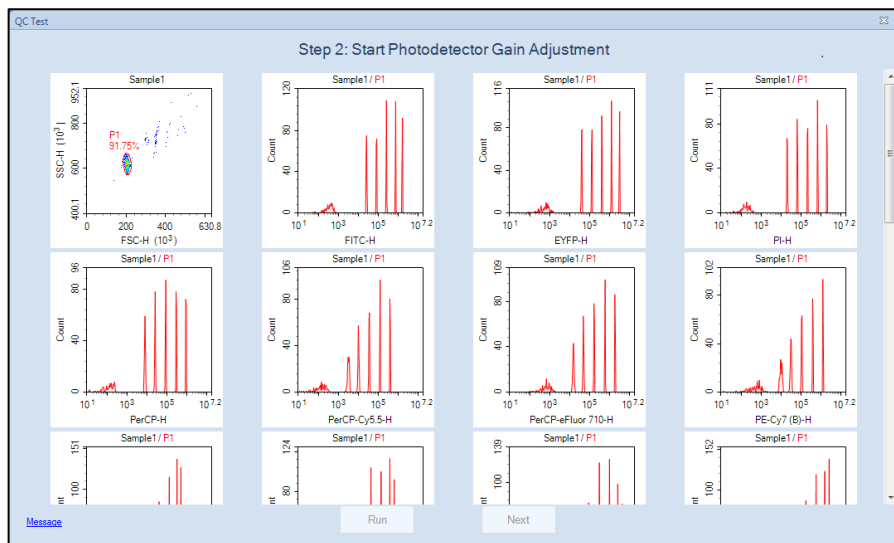 QC Test
Step 2: Start Photodetector Gain Adjustment
Sample1
952.1
800
600
400.1
SSC-H (10³)
P1
91.75%
0 200 400 630.8
FSC-H (10³)
Sample1 / P1
120
80
40
0
Count
10¹ 10³ 10⁵ 10⁷·²
FITC-H
Sample1 / P1
116
80
40
0
Count
10¹ 10³ 10⁵ 10⁷·²
EYFP-H
Sample1 / P1
111
80
40
0
Count
10¹ 10³ 10⁵ 10⁷·²
PI-H
Sample1 / P1
96
80
40
0
Count
10¹ 10³ 10⁵ 10⁷·²
PerCP-H
Sample1 / P1
106
80
40
0
Count
10¹ 10³ 10⁵ 10⁷·²
PerCP-Cy5.5-H
Sample1 / P1
109
80
40
0
Count
10¹ 10³ 10⁵ 10⁷·²
PerCP-eFluor 710-H
Sample1 / P1
102
80
40
0
Count
10¹ 10³ 10⁵ 10⁷·²
PE-Cy7 (B)-H
Sample1 / P1
151
100
nt
Sample1 / P1
124
80
nt
Sample1 / P1
139
100
nt
Sample1 / P1
152
100
nt
Message
Run
Next